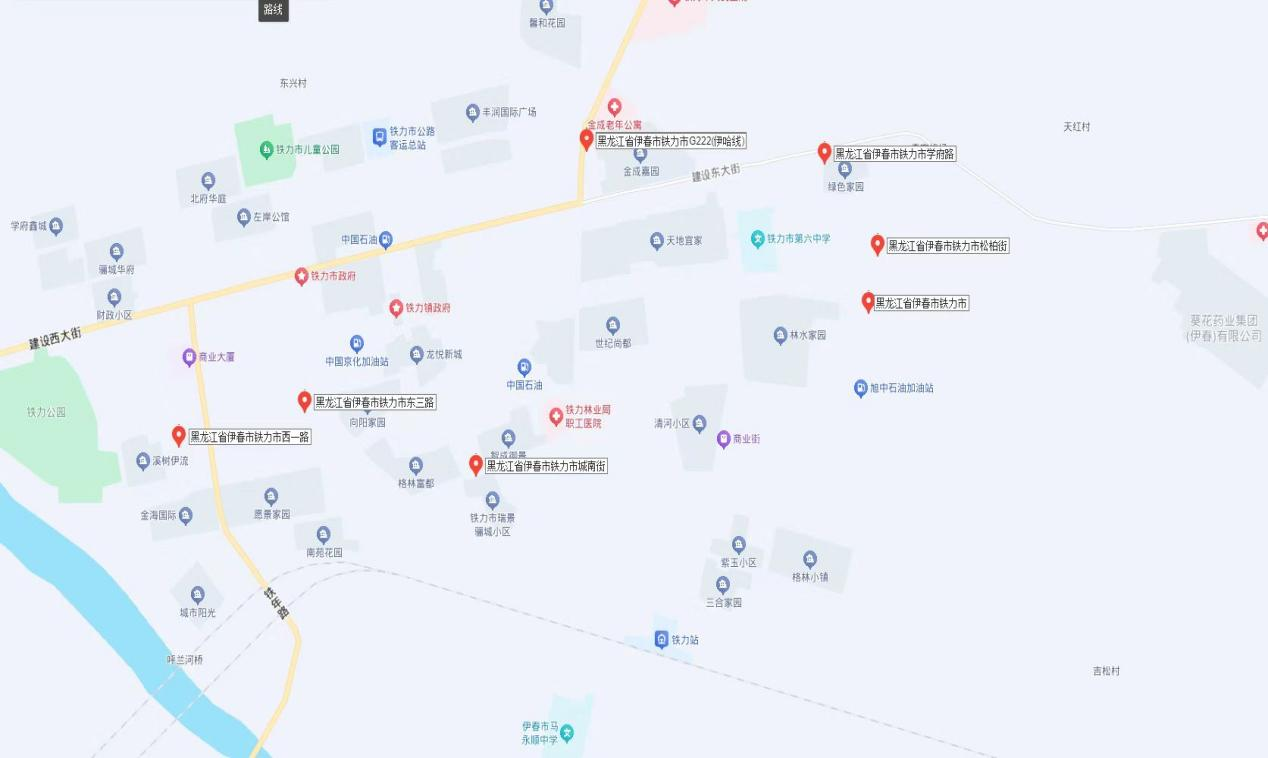 路线
馨和花园
东兴村
丰润国际广场
铁力市公路
客运总站
铁力市儿童公园
金成老年公寓
黑龙江省伊春市铁力市G222(伊哈线)
金成嘉园
建设东大街
黑龙江省伊春市铁力市学府路
绿色家园
天红村
北府华庭
左岸公馆
学府鑫城
骊城华府
中国石油
天地宜家
铁力市第六中学
黑龙江省伊春市铁力市松柏街
铁力市政府
财政小区
铁力镇政府
黑龙江省伊春市铁力市
葵花药业集团
(伊春)有限公司
建设西大街
世纪尚都
林水家园
商业大厦
中国京化加油站
龙悦新城
中国石油
旭中石油加油站
铁力公园
黑龙江省伊春市铁力市东三路
向阳家园
铁力林业局
职工医院
清河小区
商业街
黑龙江省伊春市铁力市西一路
溪树伊流
黑龙江省伊春市铁力市城南街
格林富都
金海国际
愿景家园
铁力市瑞景
骊城小区
南苑花园
紫玉小区
格林小镇
三合家园
城市阳光
铁年路
铁力站
呼兰河桥
吉松村
伊春市马
永顺中学